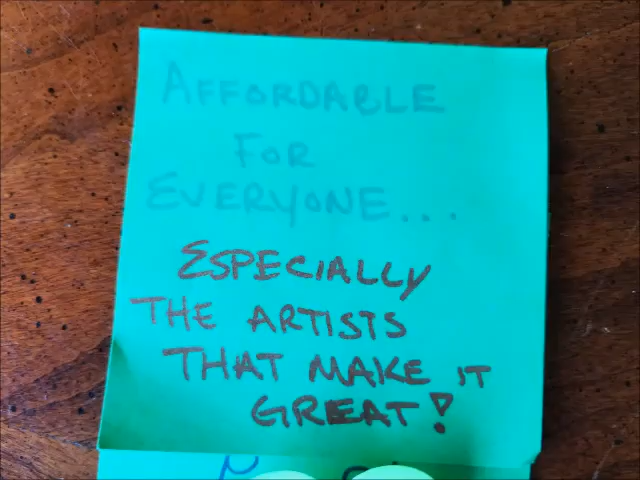 AFFORDABLE
FOR
EVERYONE...
ESPECIALLY
THE ARTISTS
THAT MAKE IT
GREAT!